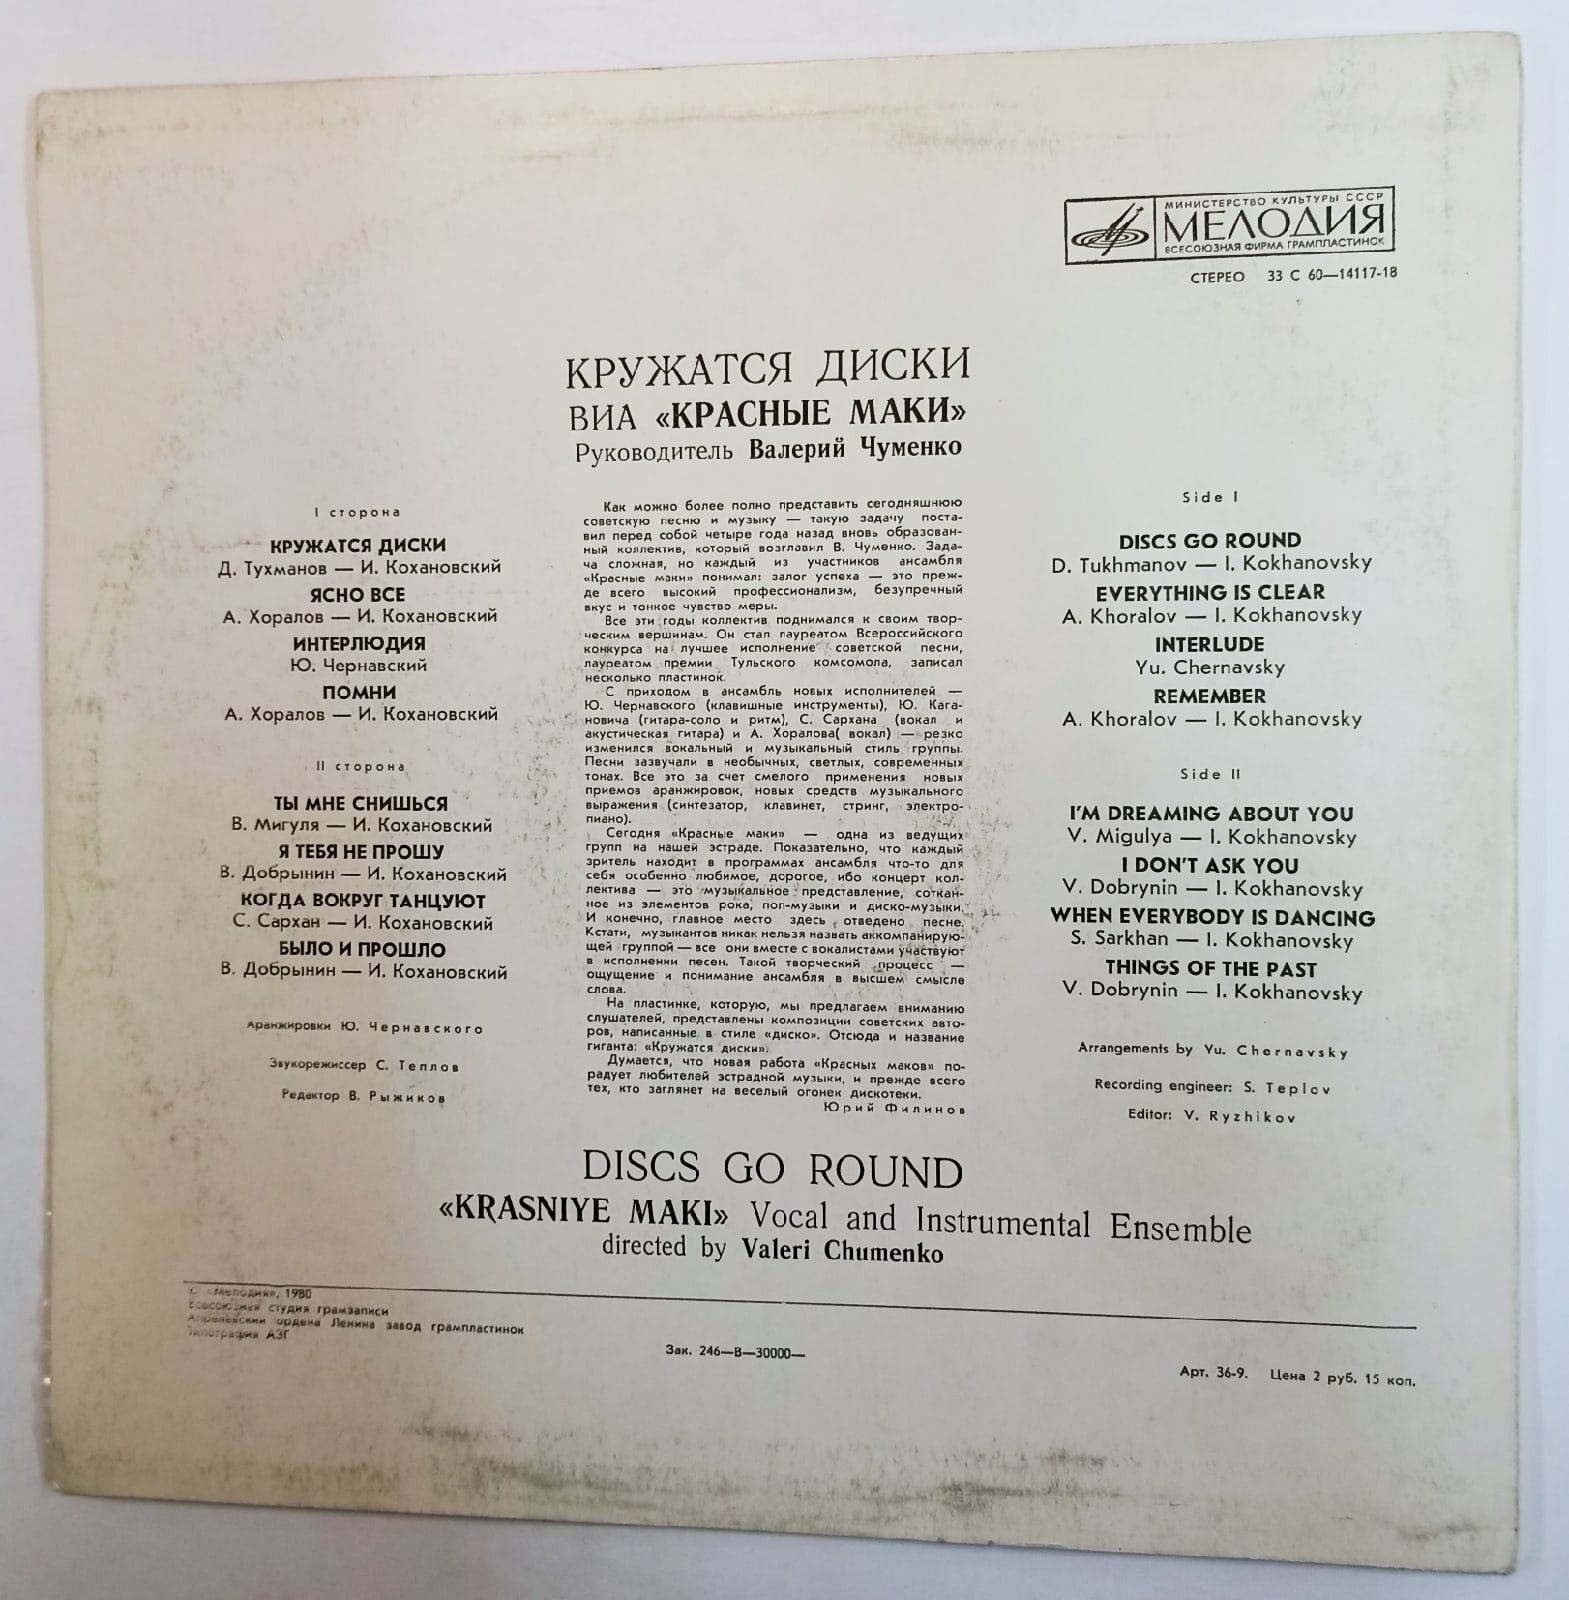 МИНИСТЕРСТВО КУЛЬТУРЫ СССР
МЕЛОДИЯ
ВСЕСОЮЗНАЯ ФИРМА ГРАМПЛАСТИНОК
СТЕРЕО 33 С 60—14117-18
КРУЖАТСЯ ДИСКИ
ВИА «КРАСНЫЕ МАКИ»
Руководитель Валерий Чуменко
I сторона
КРУЖАТСЯ ДИСКИ
Д. Тухманов — И. Кохановский
ЯСНО ВСЕ
А. Хоралов — И. Кохановский
ИНТЕРЛЮДИЯ
Ю. Чернавский
ПОМНИ
А. Хоралов — И. Кохановский
II сторона
ТЫ МНЕ СНИШЬСЯ
В. Мигуля — И. Кохановский
Я ТЕБЯ НЕ ПРОШУ
В. Добрынин — И. Кохановский
КОГДА ВОКРУГ ТАНЦУЮТ
С. Сархан — И. Кохановский
БЫЛО И ПРОШЛО
В. Добрынин — И. Кохановский
Аранжировки Ю. Чернавского
Звукорежиссер С. Теплов
Редактор В. Рыжиков
Как можно более полно представить сегодняшнюю
советскую песню и музыку — такую задачу поста-
вил перед собой четыре года назад вновь образован-
ный коллектив, который возглавил В. Чуменко. Зада-
ча сложная, но каждый из участников ансамбля
«Красные маки» понимал: залог успеха — это преж-
де всего высокий профессионализм, безупречный
вкус и тонкое чувство меры.
Все эти годы коллектив поднимался к своим твор-
ческим вершинам. Он стал лауреатом Всероссийского
конкурса на лучшее исполнение советской песни,
лауреатом премии Тульского комсомола, записал
несколько пластинок.
С приходом в ансамбль новых исполнителей —
Ю. Чернавского (клавишные инструменты), Ю. Кага-
новича (гитара-соло и ритм), С. Сархана (вокал и
акустическая гитара) и А. Хоралова( вокал) — резко
изменился вокальный и музыкальный стиль группы.
Песни зазвучали в необычных, светлых, современных
тонах. Все это за счет смелого применения новых
приемов аранжировок, новых средств музыкального
выражения (синтезатор, клавинет, стринг, электро-
пиано).
Сегодня «Красные маки» — одна из ведущих
групп на нашей эстраде. Показательно, что каждый
зритель находит в программах ансамбля что-то для
себя особенно любимое, дорогое, ибо концерт кол-
лектива — это музыкальное представление, соткан-
ное из элементов рока, поп-музыки и диско-музыки.
И конечно, главное место здесь отведено песне.
Кстати, музыкантов никак нельзя назвать аккомпанирую-
щей группой — все они вместе с вокалистами участвуют
в исполнении песен. Такой творческий процесс —
ощущение и понимание ансамбля в высшем смысле
слова.
На пластинке, которую, мы предлагаем вниманию
слушателей, представлены композиции советских авто-
ров, написанные в стиле «диско». Отсюда и название
гиганта: «Кружатся диски».
Думается, что новая работа «Красных маков» по-
радует любителей эстрадной музыки, и прежде всего
тех, кто заглянет на веселый огонек дискотеки.
Юрий Филинов
Side I
DISCS GO ROUND
D. Tukhmanov — I. Kokhanovsky
EVERYTHING IS CLEAR
A. Khoralov — I. Kokhanovsky
INTERLUDE
Yu. Chernavsky
REMEMBER
A. Khoralov — I. Kokhanovsky
Side II
I'M DREAMING ABOUT YOU
V. Migulya — I. Kokhanovsky
I DON'T ASK YOU
V. Dobrynin — I. Kokhanovsky
WHEN EVERYBODY IS DANCING
S. Sarkhan — I. Kokhanovsky
THINGS OF THE PAST
V. Dobrynin — I. Kokhanovsky
Arrangements by Yu. Chernavsky
Recording engineer: S. Teplov
Editor: V. Ryzhikov
DISCS GO ROUND
«KRASNIYE MAKI» Vocal and Instrumental Ensemble
directed by Valeri Chumenko
С «Мелодия», 1980
Всесоюзная студия грамзаписи
Апрелевский ордена Ленина завод грампластинок
Типография АЗГ
Зак. 246—В—30000—
Арт. 36-9. Цена 2 руб. 15 коп.